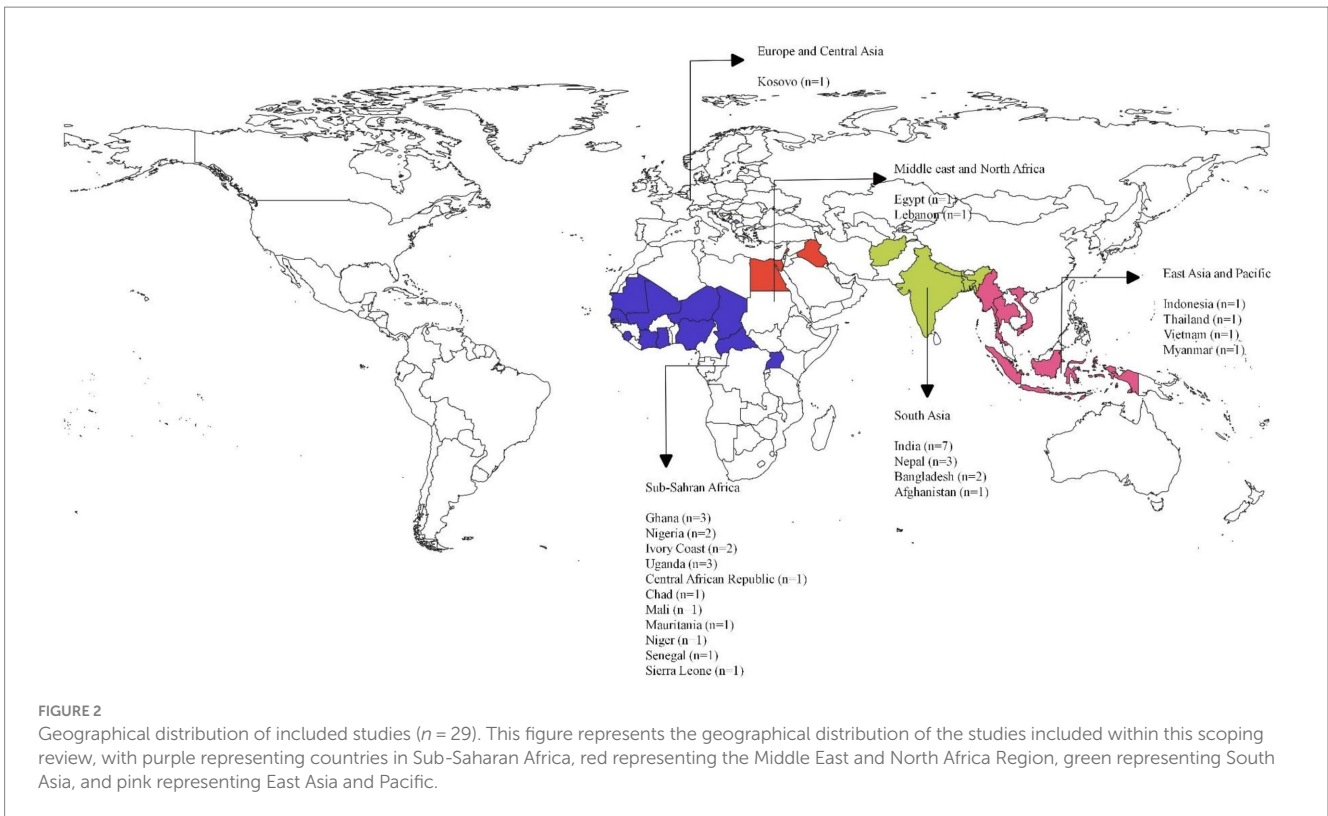 Europe and Central Asia
Kosovo (n=1)
Middle east and North Africa
Egypt (n=1)
Lebanon (n=1)
East Asia and Pacific
Indonesia (n=1)
Thailand (n=1)
Vietnam (n=1)
Myanmar (n=1)
South Asia
India (n=7)
Nepal (n=3)
Bangladesh (n=2)
Afghanistan (n=1)
Sub-Sahran Africa
Ghana (n=3)
Nigeria (n=2)
Ivory Coast (n=2)
Uganda (n=3)
Central African Republic (n=1)
Chad (n=1)
Mali (n=1)
Mauritania (n=1)
Niger (n=1)
Senegal (n=1)
Sierra Leone (n=1)
FIGURE 2
Geographical distribution of included studies (n = 29). This figure represents the geographical distribution of the studies included within this scoping
review, with purple representing countries in Sub-Saharan Africa, red representing the Middle East and North Africa Region, green representing South
Asia, and pink representing East Asia and Pacific.